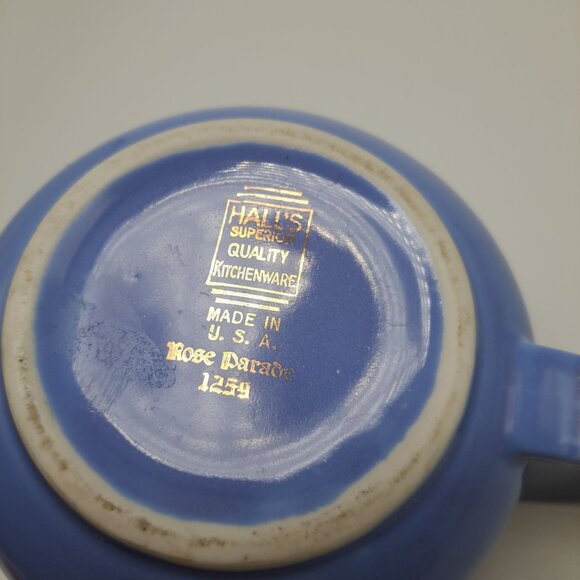 HALL'S
SUPERIOR
QUALITY
KITCHENWARE
MADE IN
U. S. A.
Rose Parade
1259